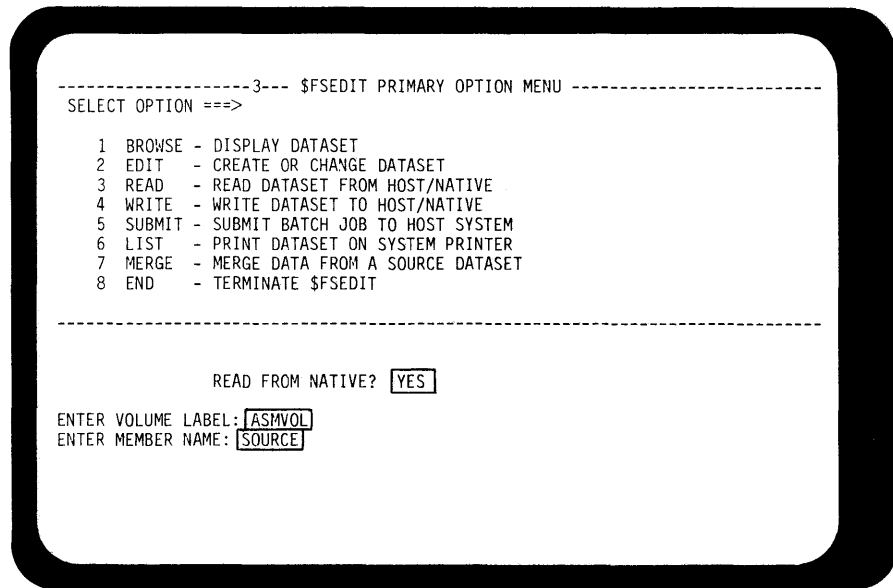 ---------------------3--- $FSEDIT PRIMARY OPTION MENU --------------------------
SELECT OPTION ===>
1 BROWSE - DISPLAY DATASET
2 EDIT - CREATE OR CHANGE DATASET
3 READ - READ DATASET FROM HOST/NATIVE
4 WRITE - WRITE DATASET TO HOST/NATIVE
5 SUBMIT - SUBMIT BATCH JOB TO HOST SYSTEM
6 LIST - PRINT DATASET ON SYSTEM PRINTER
7 MERGE - MERGE DATA FROM A SOURCE DATASET
8 END - TERMINATE $FSEDIT
--------------------------------------------------------------------------------
READ FROM NATIVE? YES
ENTER VOLUME LABEL: ASMVOL
ENTER MEMBER NAME: SOURCE